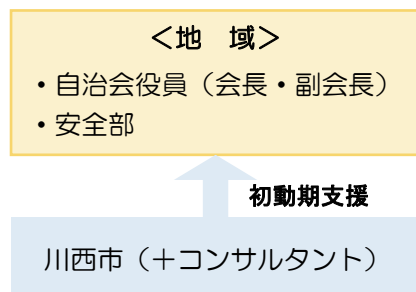 ＜地　域＞
・自治会役員（会長・副会長）
・安全部
初動期支援
川西市（＋コンサルタント）